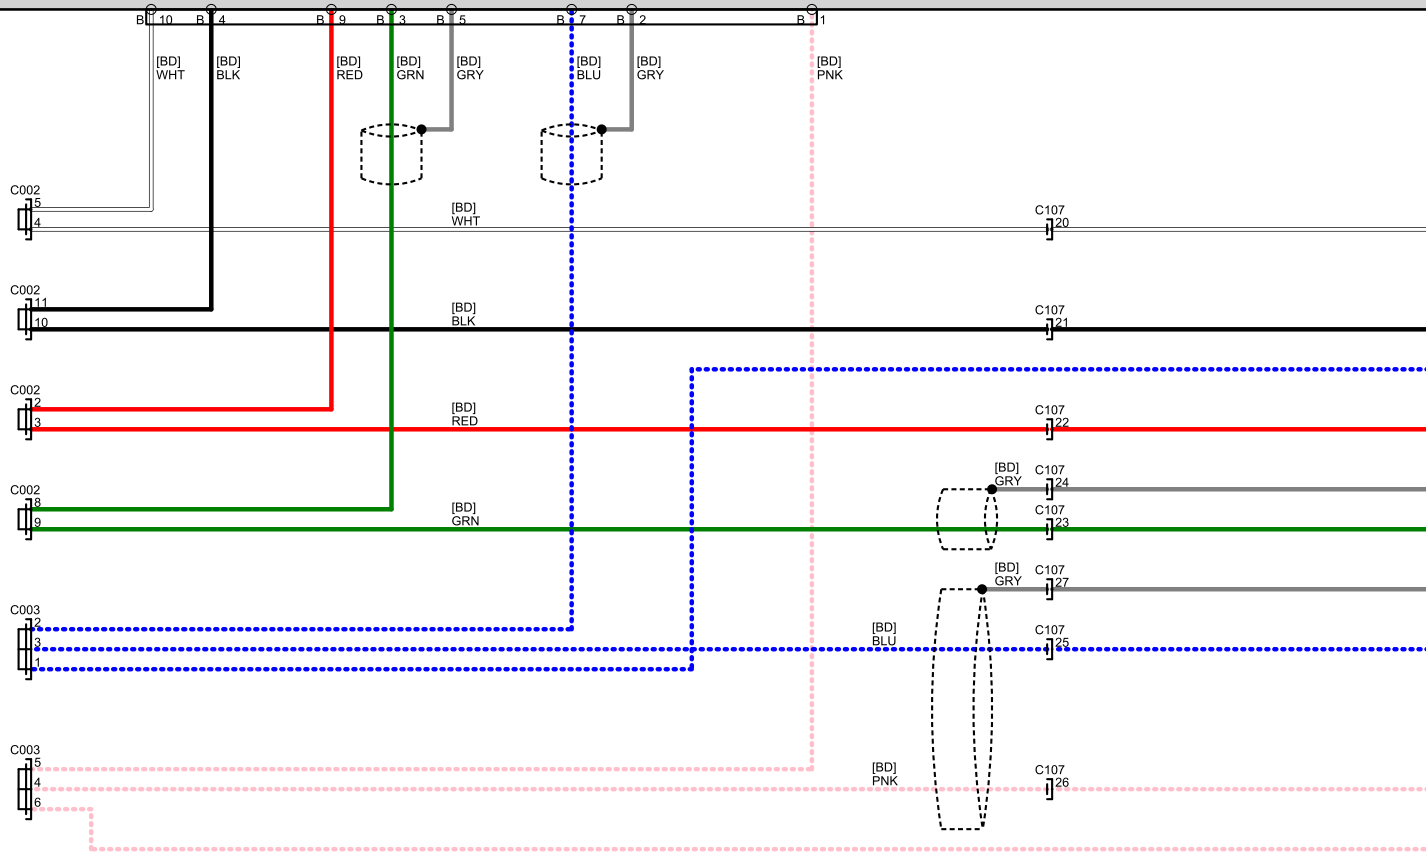 B 10 B 4 B 9 B 3 B 5 B 7 B 2 B 1
[BD] [BD] [BD] [BD] [BD] [BD] [BD] [BD]
WHT BLK RED GRN GRY BLU GRY PNK
C002
5
4
[BD]
WHT
C107
20
C002
11
10
[BD]
BLK
C107
21
C002
2
3
[BD]
RED
C107
22
[BD]
GRY
C107
24
C002
8
9
[BD]
GRN
C107
23
[BD]
GRY
C107
27
C003
2
3
1
[BD]
BLU
C107
25
C003
5
4
6
[BD]
PNK
C107
26